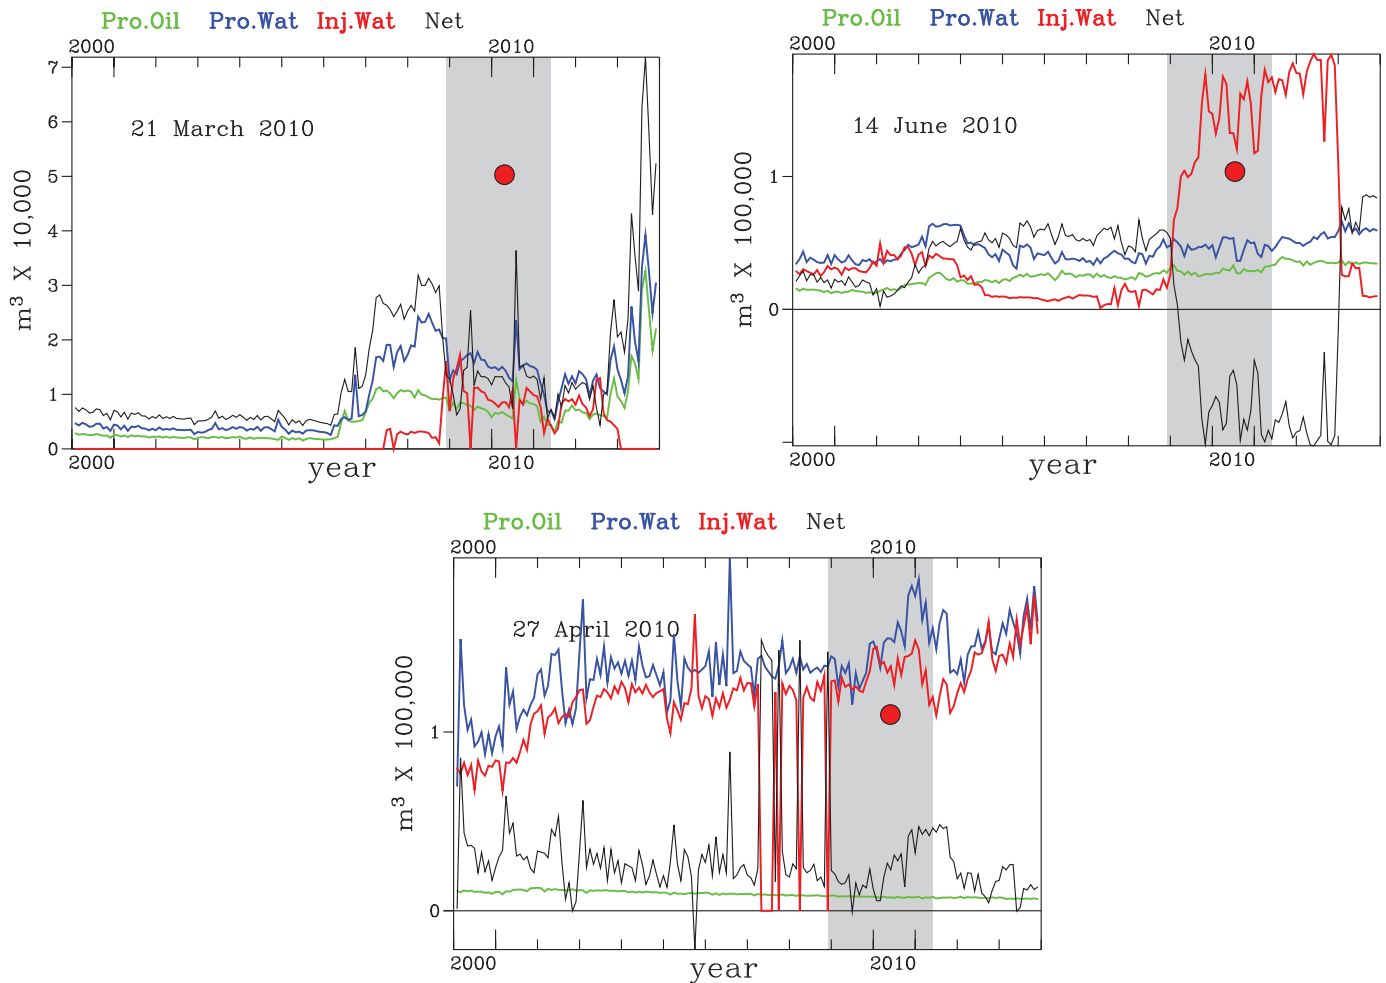 Pro.Oil Pro.Wat Inj.Wat Net
2000 2010
7
6
5
4
3
2
1
0
m³ X 10,000
21 March 2010
2000 2010
year
Pro.Oil Pro.Wat Inj.Wat Net
2000 2010
1
0
m³ X 100,000
14 June 2010
2000 2010
year
Pro.Oil Pro.Wat Inj.Wat Net
2000 2010
1
0
m³ X 100,000
27 April 2010
2000 2010
year